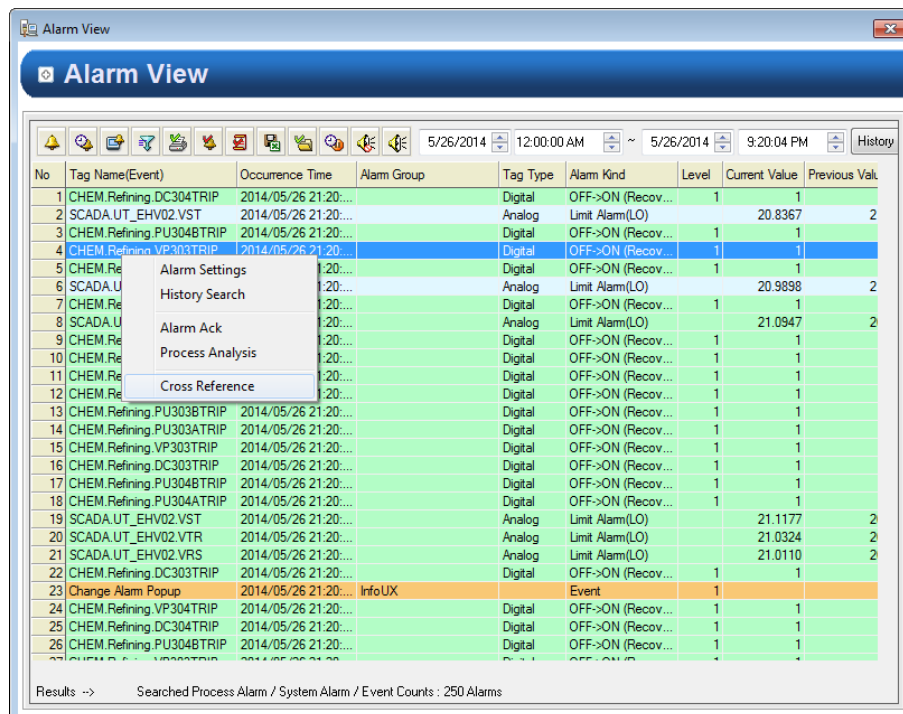 Alarm View
Alarm View
5/26/2014 12:00:00 AM ~ 5/26/2014 9:20:04 PM History
No Tag Name(Event) Occurrence Time Alarm Group Tag Type Alarm Kind Level Current Value Previous Valu
1 CHEM.Refining.DC304TRIP 2014/05/26 21:20:... Digital OFF->ON (Recov... 1 1
2 SCADA.UT_EHV02.VST 2014/05/26 21:20:... Analog Limit Alarm(LO) 20.8367 2
3 CHEM.Refining.PU304BTRIP 2014/05/26 21:20:... Digital OFF->ON (Recov... 1 1
4 CHEM.Refining.VP303TRIP 2014/05/26 21:20:... Digital OFF->ON (Recov... 1 1
5 CHEM.Re 1:20:... Digital OFF->ON (Recov... 1 1
Alarm Settings
6 SCADA.U 1:20:... Analog Limit Alarm(LO) 20.9898 2
History Search
7 CHEM.Re 1:20:... Digital OFF->ON (Recov... 1 1
8 SCADA.U 1:20:... Analog Limit Alarm(LO) 21.0947 2
Alarm Ack
9 CHEM.Re 1:20:... Digital OFF->ON (Recov... 1 1
Process Analysis
10 CHEM.Re 1:20:... Digital OFF->ON (Recov... 1 1
11 CHEM.Re 1:20:... Digital OFF->ON (Recov... 1 1
Cross Reference
12 CHEM.Re 1:20:... Digital OFF->ON (Recov... 1 1
13 CHEM.Refining.PU303BTRIP 2014/05/26 21:20:... Digital OFF->ON (Recov... 1 1
14 CHEM.Refining.PU303ATRIP 2014/05/26 21:20:... Digital OFF->ON (Recov... 1 1
15 CHEM.Refining.VP303TRIP 2014/05/26 21:20:... Digital OFF->ON (Recov... 1 1
16 CHEM.Refining.DC303TRIP 2014/05/26 21:20:... Digital OFF->ON (Recov... 1 1
17 CHEM.Refining.PU304BTRIP 2014/05/26 21:20:... Digital OFF->ON (Recov... 1 1
18 CHEM.Refining.PU304ATRIP 2014/05/26 21:20:... Digital OFF->ON (Recov... 1 1
19 SCADA.UT_EHV02.VST 2014/05/26 21:20:... Analog Limit Alarm(LO) 21.1177 2
20 SCADA.UT_EHV02.VTR 2014/05/26 21:20:... Analog Limit Alarm(LO) 21.0324 2
21 SCADA.UT_EHV02.VRS 2014/05/26 21:20:... Analog Limit Alarm(LO) 21.0110 2
22 CHEM.Refining.DC303TRIP 2014/05/26 21:20:... Digital OFF->ON (Recov... 1 1
23 Change Alarm Popup 2014/05/26 21:20:... InfoUX Event 1
24 CHEM.Refining.VP304TRIP 2014/05/26 21:20:... Digital OFF->ON (Recov... 1 1
25 CHEM.Refining.DC304TRIP 2014/05/26 21:20:... Digital OFF->ON (Recov... 1 1
26 CHEM.Refining.PU304BTRIP 2014/05/26 21:20:... Digital OFF->ON (Recov... 1 1
Results --> Searched Process Alarm / System Alarm / Event Counts : 250 Alarms